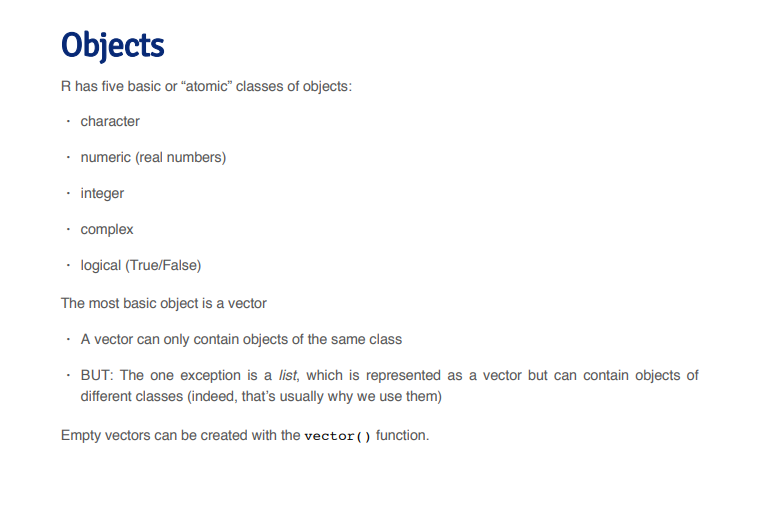 Objects
R has five basic or “atomic” classes of objects:
· character
· numeric (real numbers)
· integer
· complex
· logical (True/False)
The most basic object is a vector
· A vector can only contain objects of the same class
· BUT: The one exception is a list, which is represented as a vector but can contain objects of
different classes (indeed, that’s usually why we use them)
Empty vectors can be created with the vector() function.